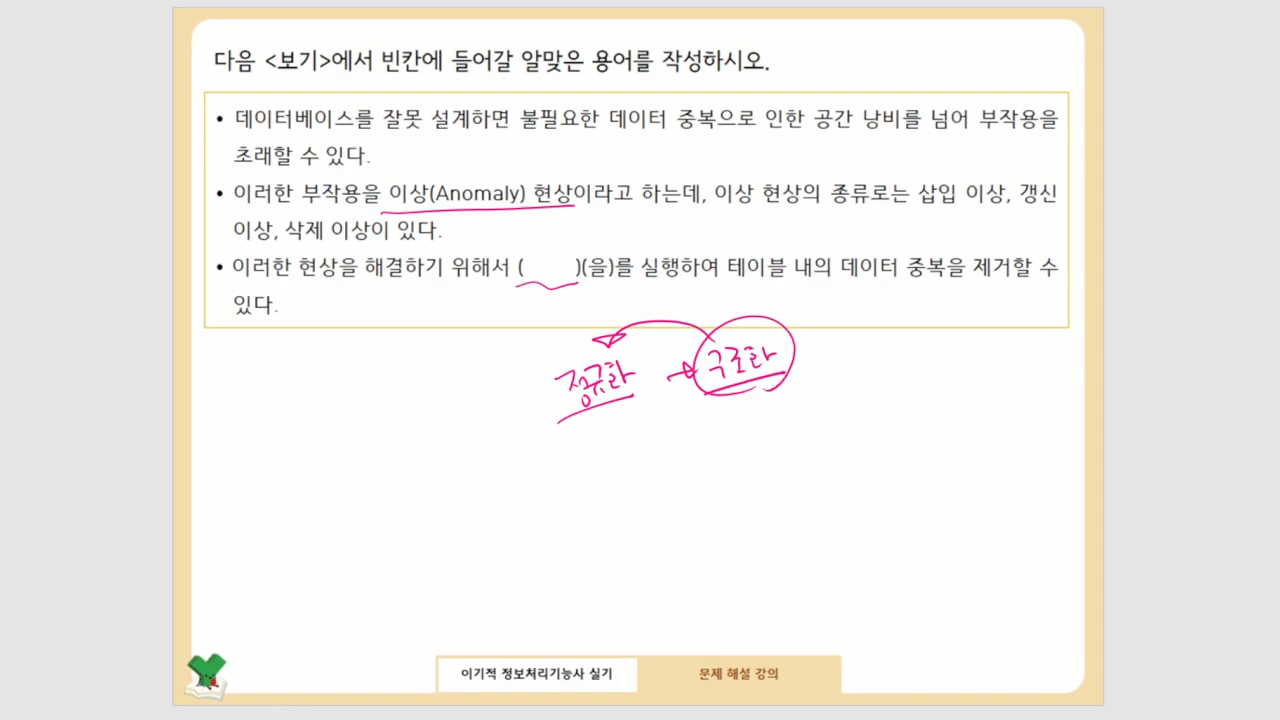 다음 <보기>에서 빈칸에 들어갈 알맞은 용어를 작성하시오.
• 데이터베이스를 잘못 설계하면 불필요한 데이터 중복으로 인한 공간 낭비를 넘어 부작용을
초래할 수 있다.
• 이러한 부작용을 이상(Anomaly) 현상이라고 하는데, 이상 현상의 종류로는 삽입 이상, 갱신
이상, 삭제 이상이 있다.
• 이러한 현상을 해결하기 위해서 (     )(을)를 실행하여 테이블 내의 데이터 중복을 제거할 수
있다.
정규화 구조화
이기적 정보처리기능사 실기 문제 해설 강의